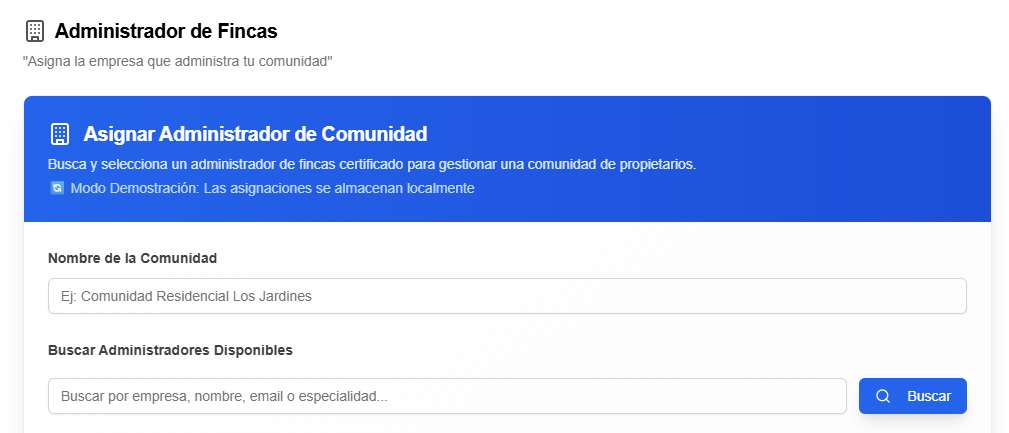 Administrador de Fincas
"Asigna la empresa que administra tu comunidad"
Asignar Administrador de Comunidad
Busca y selecciona un administrador de fincas certificado para gestionar una comunidad de propietarios.
🔄 Modo Demostración: Las asignaciones se almacenan localmente
Nombre de la Comunidad
Ej: Comunidad Residencial Los Jardines
Buscar Administradores Disponibles
Buscar por empresa, nombre, email o especialidad...
Buscar